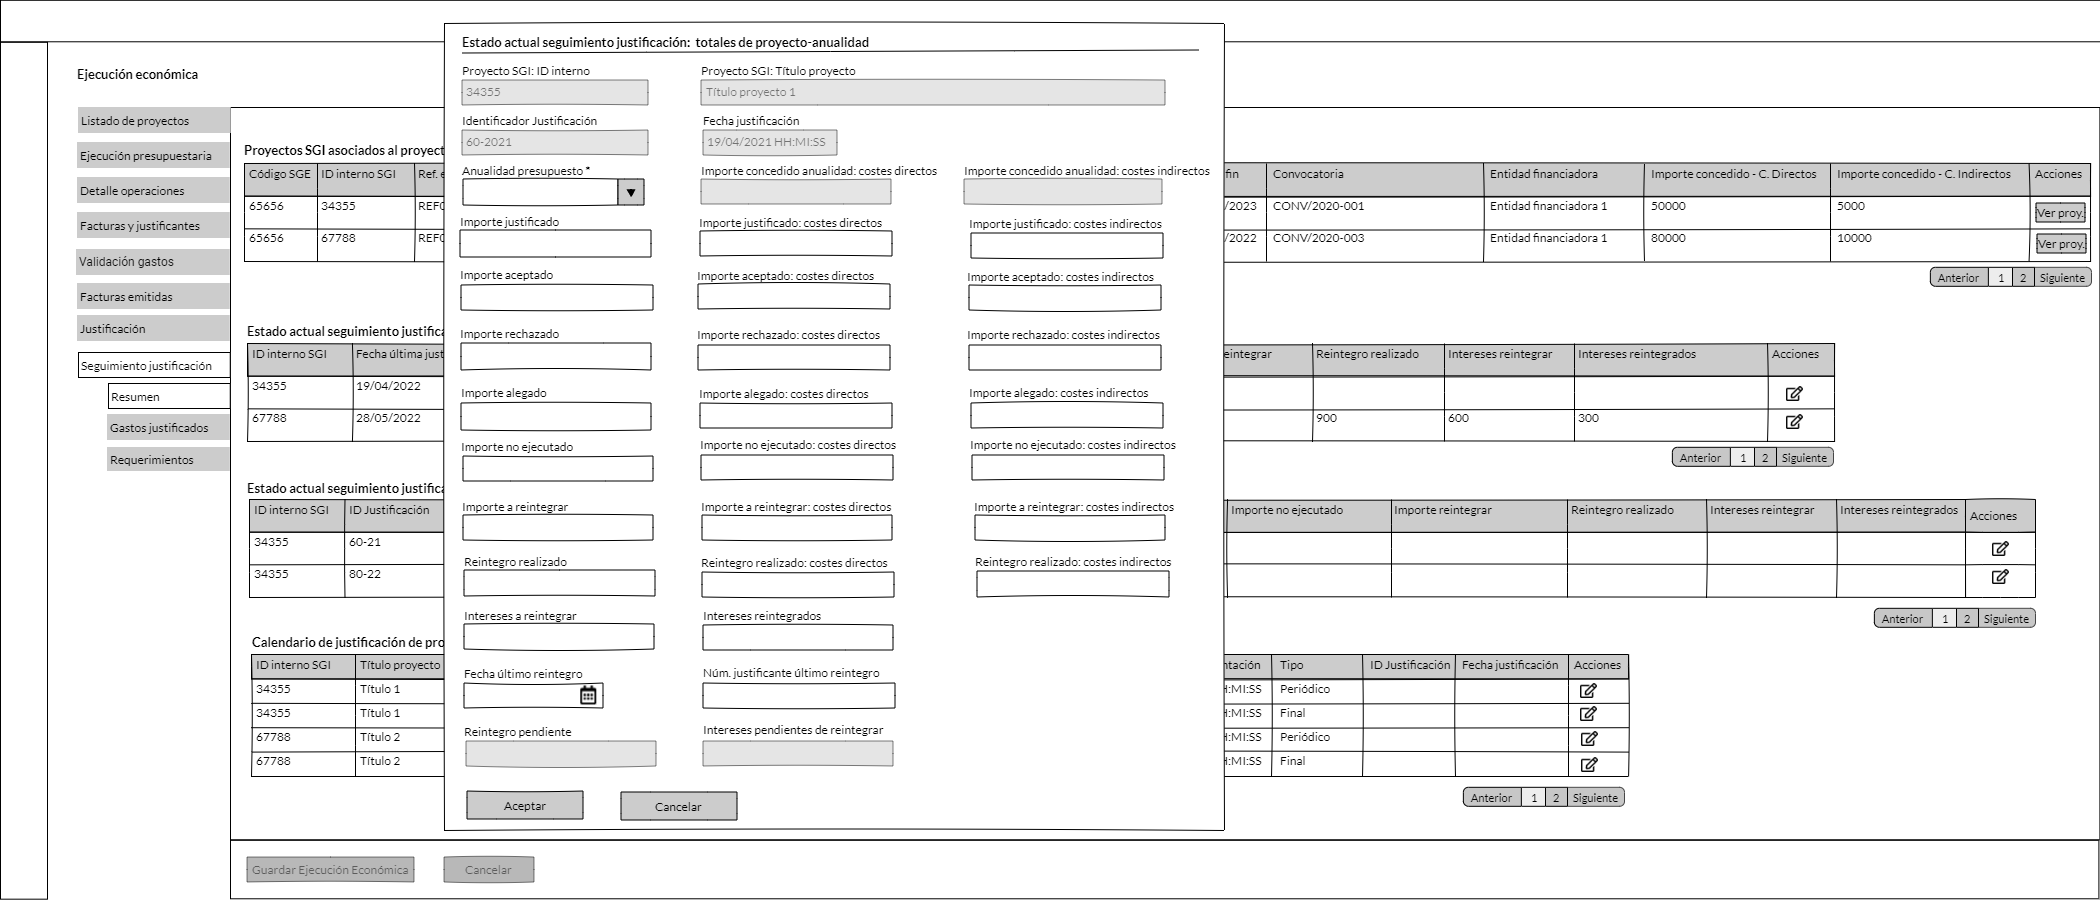 Ejecución económica
Listado de proyectos
Ejecución presupuestaria
Detalle operaciones
Facturas y justificantes
Validación gastos
Facturas emitidas
Justificación
Seguimiento justificación
Resumen
Gastos justificados
Requerimientos
Estado actual seguimiento justificación: totales de proyecto-anualidad
Proyecto SGI: ID interno Proyecto SGI: Título proyecto
34355 Título proyecto 1
Identificador Justificación Fecha justificación
60-2021 19/04/2021 HH:MI:SS
Anualidad presupuesto * Importe concedido anualidad: costes directos Importe concedido anualidad: costes indirectos
Importe justificado Importe justificado: costes directos Importe justificado: costes indirectos
Importe aceptado Importe aceptado: costes directos Importe aceptado: costes indirectos
Importe rechazado Importe rechazado: costes directos Importe rechazado: costes indirectos
Importe alegado Importe alegado: costes directos Importe alegado: costes indirectos
Importe no ejecutado Importe no ejecutado: costes directos Importe no ejecutado: costes indirectos
Importe a reintegrar Importe a reintegrar: costes directos Importe a reintegrar: costes indirectos
Reintegro realizado Reintegro realizado: costes directos Reintegro realizado: costes indirectos
Intereses a reintegrar Intereses reintegrados
Fecha último reintegro Núm. justificante último reintegro
Reintegro pendiente Intereses pendientes de reintegrar
Aceptar Cancelar
Proyectos SGI asociados al proyect
Código SGE ID interno SGI Ref. fin Convocatoria Entidad financiadora Importe concedido - C. Directos Importe concedido - C. Indirectos Acciones
65656 34355 REF /2023 CONV/2020-001 Entidad financiadora 1 50000 5000 Ver proy.
65656 67788 REF /2022 CONV/2020-003 Entidad financiadora 1 80000 10000 Ver proy.
Anterior 1 2 Siguiente
Estado actual seguimiento justifica
ID interno SGI Fecha última just eintegrar Reintegro realizado Intereses reintegrar Intereses reintegrados Acciones
34355 19/04/2022
67788 28/05/2022 900 600 300
Anterior 1 2 Siguiente
Estado actual seguimiento justifica
ID interno SGI ID Justificación Importe no ejecutado Importe reintegrar Reintegro realizado Intereses reintegrar Intereses reintegrados Acciones
34355 60-21
34355 80-22
Anterior 1 2 Siguiente
Calendario de justificación de pro
ID interno SGI Título proyecto ntación Tipo ID Justificación Fecha justificación Acciones
34355 Título 1 :MI:SS Periódico
34355 Título 1 :MI:SS Final
67788 Título 2 :MI:SS Periódico
67788 Título 2 :MI:SS Final
Anterior 1 2 Siguiente
Guardar Ejecución Económica Cancelar